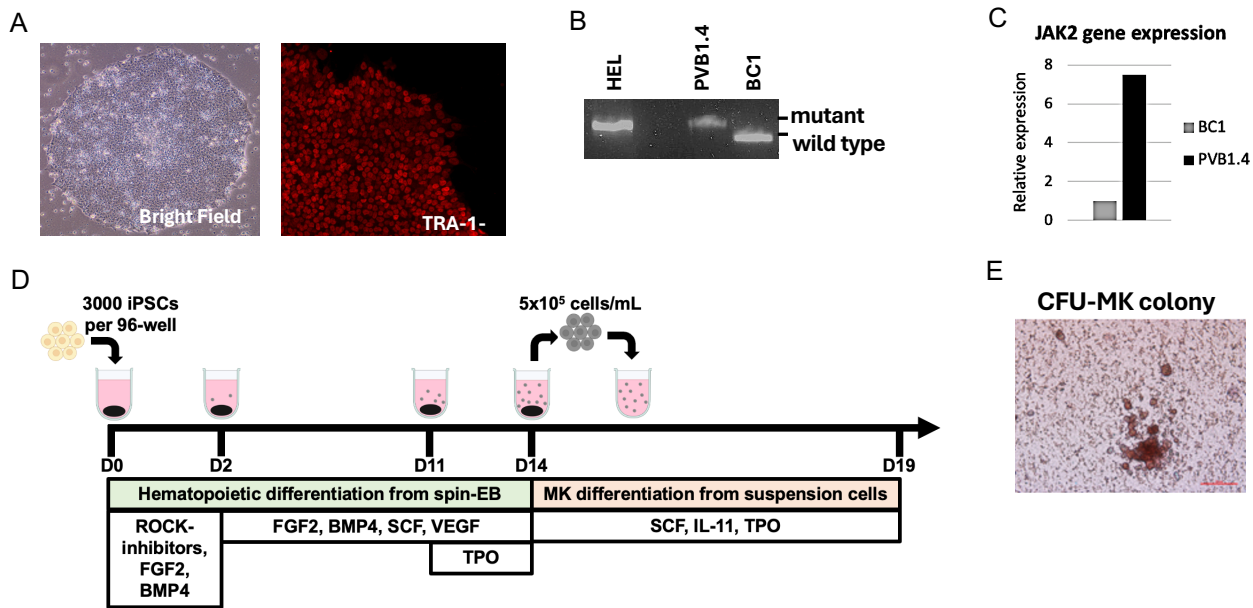 A
Bright Field
TRA-1-
B
HEL
PVB1.4
BC1
mutant
wild type
C
JAK2 gene expression
Relative expression
8
6
4
2
0
BC1
PVB1.4
D
3000 iPSCs
per 96-well
5x10⁵ cells/mL
D0
D2
D11
D14
D19
Hematopoietic differentiation from spin-EB
MK differentiation from suspension cells
ROCK-
inhibitors,
FGF2,
BMP4
FGF2, BMP4, SCF, VEGF
TPO
SCF, IL-11, TPO
E
CFU-MK colony